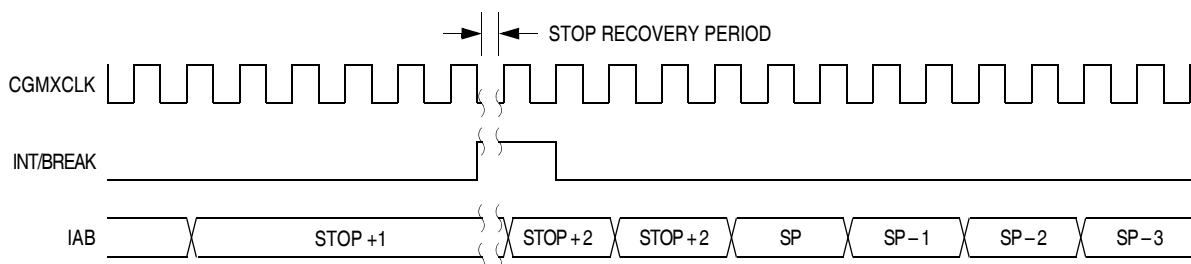 STOP RECOVERY PERIOD
CGMXCLK
INT/BREAK
IAB STOP +1 STOP + 2 STOP + 2 SP SP – 1 SP – 2 SP – 3